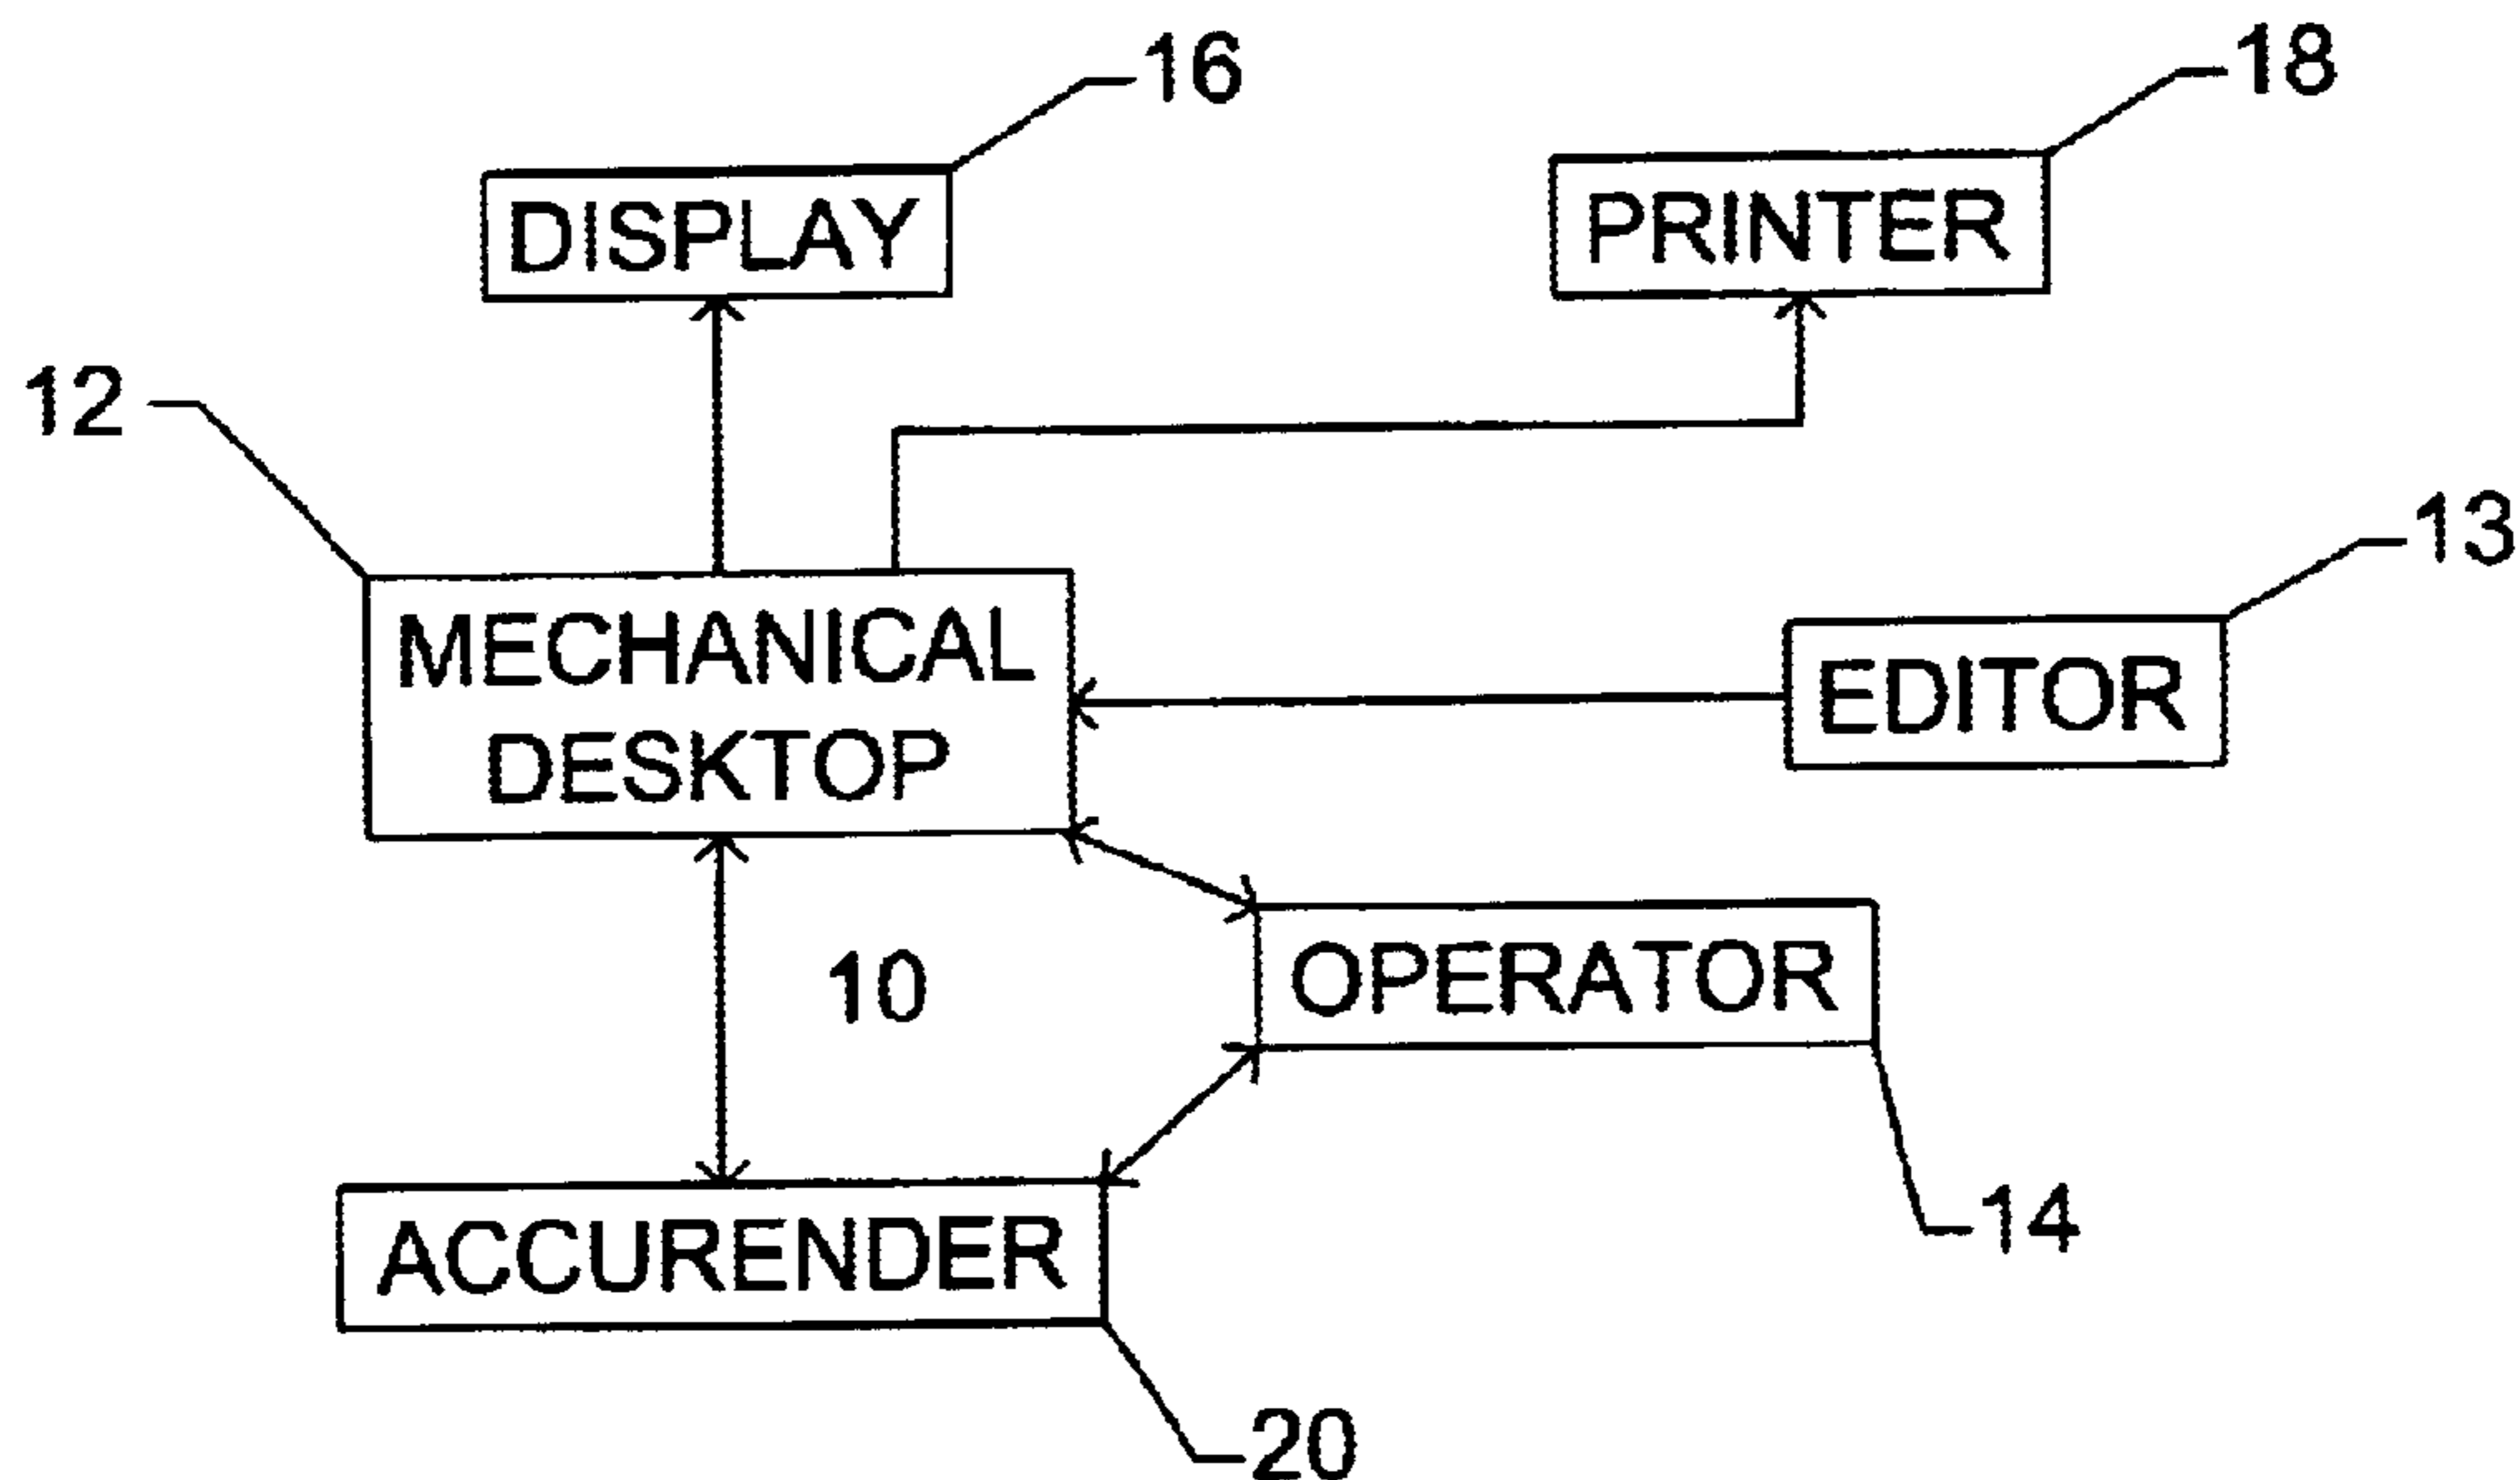 16
18
DISPLAY
PRINTER
12
13
MECHANICAL
DESKTOP
EDITOR
10
OPERATOR
14
ACCURENDER
20